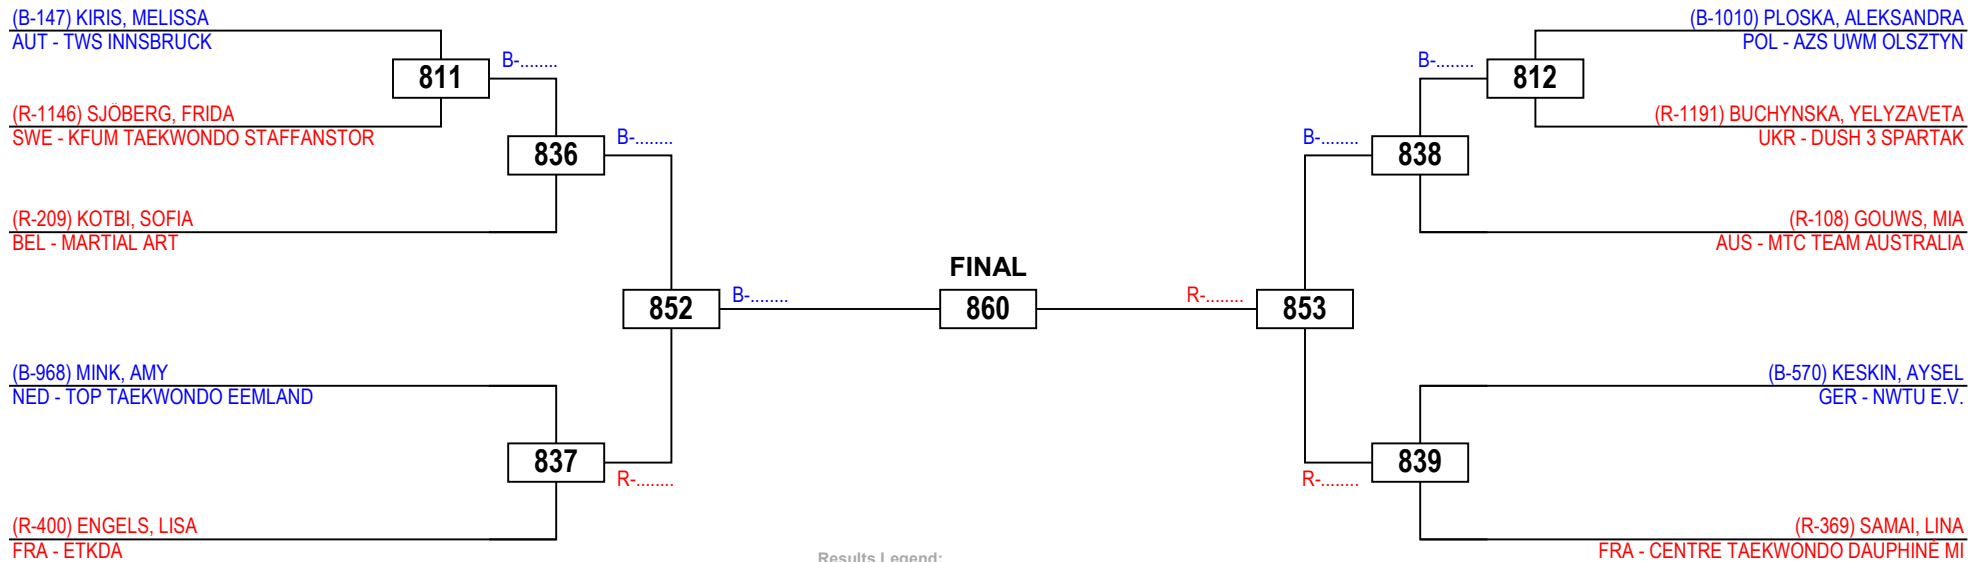 (B-147) KIRIS, MELISSA
AUT - TWS INNSBRUCK
811
B-........
(R-1146) SJÖBERG, FRIDA
SWE - KFUM TAEKWONDO STAFFANSTOR
836
B-........
(R-209) KOTBI, SOFIA
BEL - MARTIAL ART
852
B-........
(B-968) MINK, AMY
NED - TOP TAEKWONDO EEMLAND
837
R-........
(R-400) ENGELS, LISA
FRA - ETKDA
FINAL
860
(B-1010) PLOSKA, ALEKSANDRA
POL - AZS UWM OLSZTYN
B-........
812
(R-1191) BUCHYNSKA, YELYZAVETA
UKR - DUSH 3 SPARTAK
B-........
838
(R-108) GOUWS, MIA
AUS - MTC TEAM AUSTRALIA
R-........
853
(B-570) KESKIN, AYSEL
GER - NWTU E.V.
839
R-........
(R-369) SAMAI, LINA
FRA - CENTRE TAEKWONDO DAUPHINÉ MI
Results Legend: